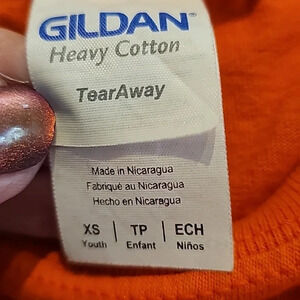 GILDAN®
Heavy Cotton
TearAway
Made in Nicaragua
Fabriqué au Nicaragua
Hecho en Nicaragua
XS | TP | ECH
Youth | Enfant | Niños